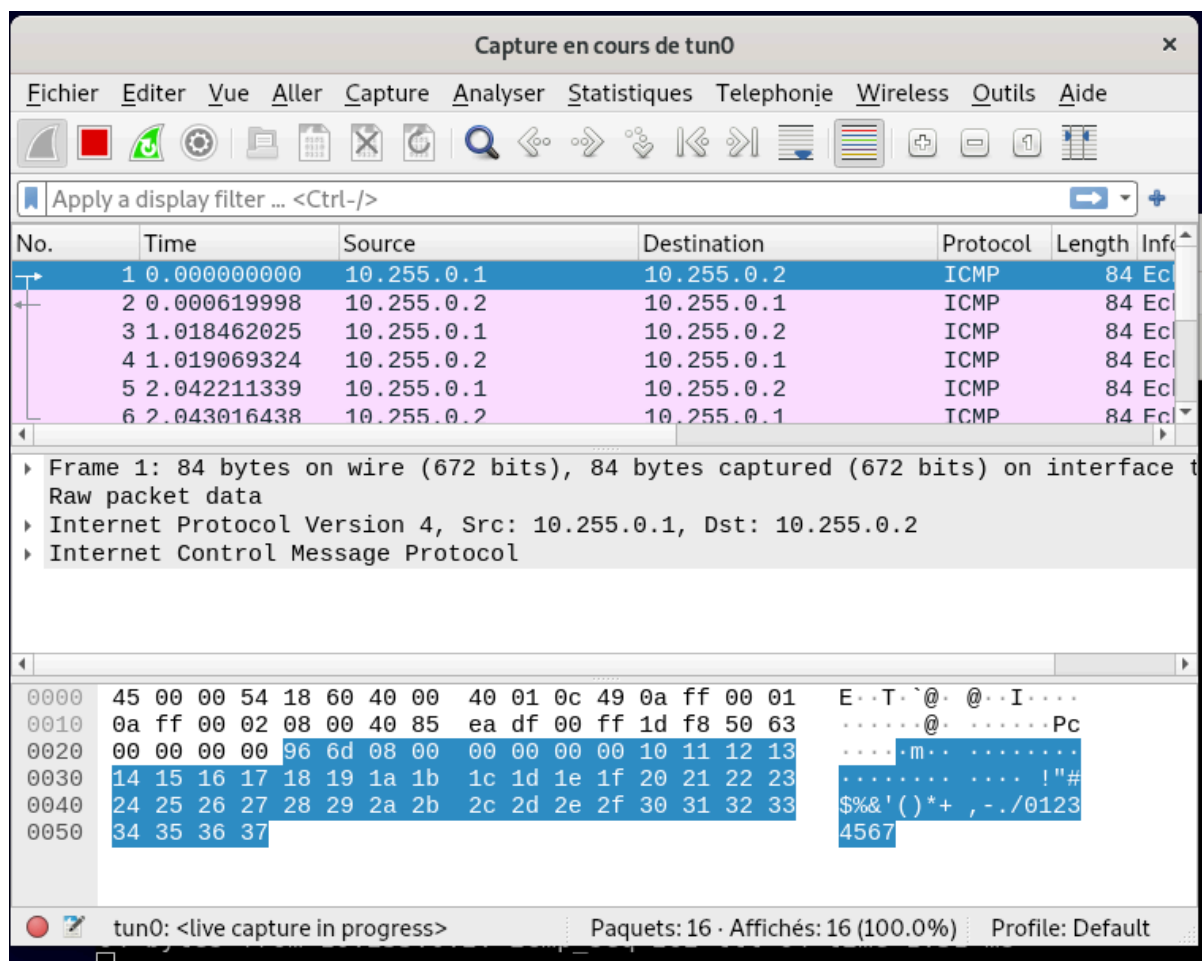 Capture en cours de tun0 ×
Fichier Editer Vue Aller Capture Analyser Statistiques Telephonie Wireless Outils Aide
Apply a display filter ... <Ctrl-/>
No. Time Source Destination Protocol Length Info
1 0.000000000 10.255.0.1 10.255.0.2 ICMP 84 Ecl
2 0.000619998 10.255.0.2 10.255.0.1 ICMP 84 Ecl
3 1.018462025 10.255.0.1 10.255.0.2 ICMP 84 Ecl
4 1.019069324 10.255.0.2 10.255.0.1 ICMP 84 Ecl
5 2.042211339 10.255.0.1 10.255.0.2 ICMP 84 Ecl
6 2.043016438 10.255.0.2 10.255.0.1 ICMP 84 Ecl
Frame 1: 84 bytes on wire (672 bits), 84 bytes captured (672 bits) on interface t
Raw packet data
Internet Protocol Version 4, Src: 10.255.0.1, Dst: 10.255.0.2
Internet Control Message Protocol
0000 45 00 00 54 18 60 40 00 40 01 0c 49 0a ff 00 01 E··T·`@· @··I····
0010 0a ff 00 02 08 00 40 85 ea df 00 ff 1d f8 50 63 ······@· ······Pc
0020 00 00 00 00 96 6d 08 00 00 00 00 00 10 11 12 13 ·····m·· ········
0030 14 15 16 17 18 19 1a 1b 1c 1d 1e 1f 20 21 22 23 ········ ···· !"#
0040 24 25 26 27 28 29 2a 2b 2c 2d 2e 2f 30 31 32 33 $%&'()*+ ,-./0123
0050 34 35 36 37 4567
tun0: <live capture in progress> Paquets: 16 · Affichés: 16 (100.0%) Profile: Default